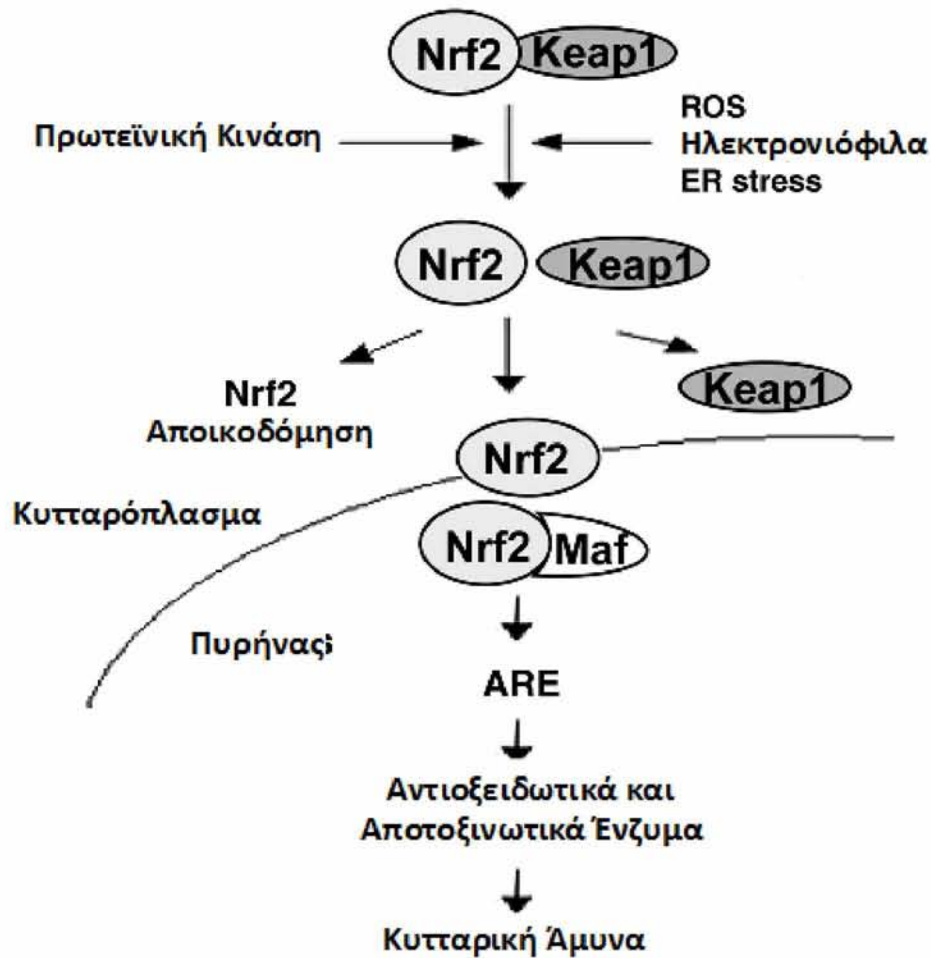 Nrf2 Keap1
Πρωτεϊνική Κινάση
ROS
Ηλεκτρονιόφιλα
ER stress
Nrf2 Keap1
Nrf2
Αποικοδόμηση
Keap1
Nrf2
Κυτταρόπλασμα
Nrf2 Maf
Πυρήνας
ARE
Αντιοξειδωτικά και
Αποτοξινωτικά Ένζυμα
Κυτταρική Άμυνα